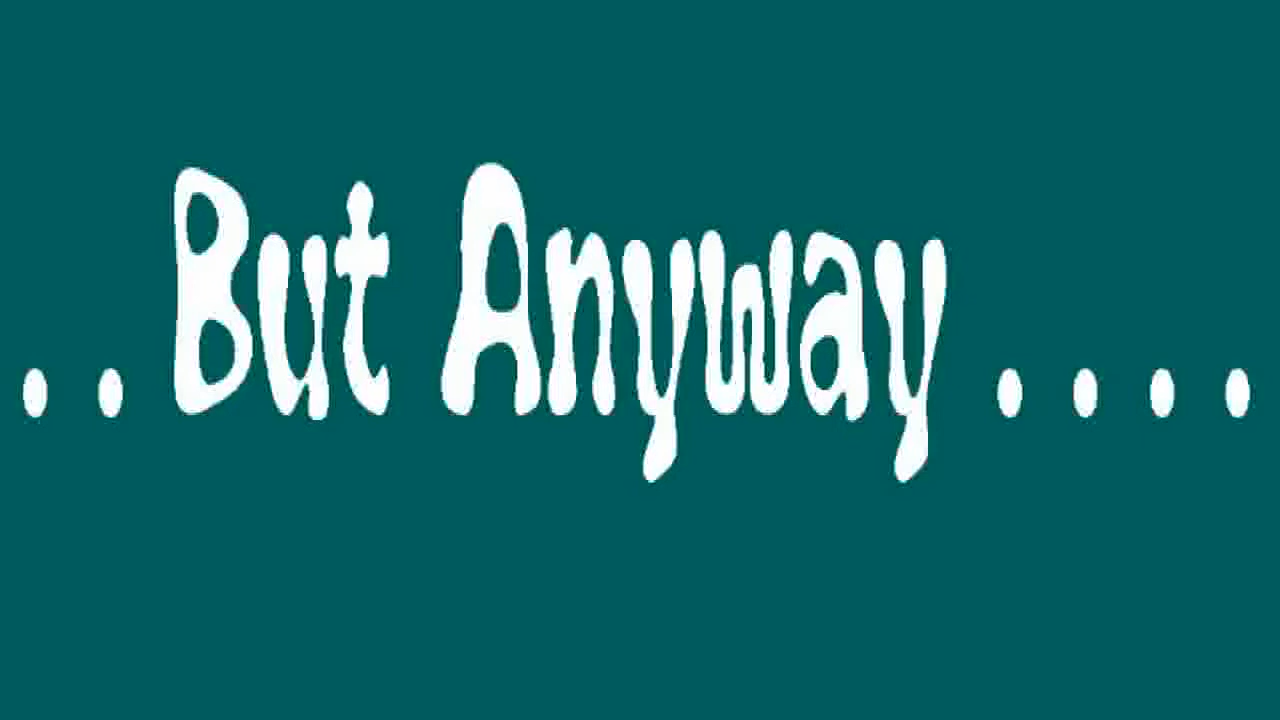 . . But Anyway . . . .